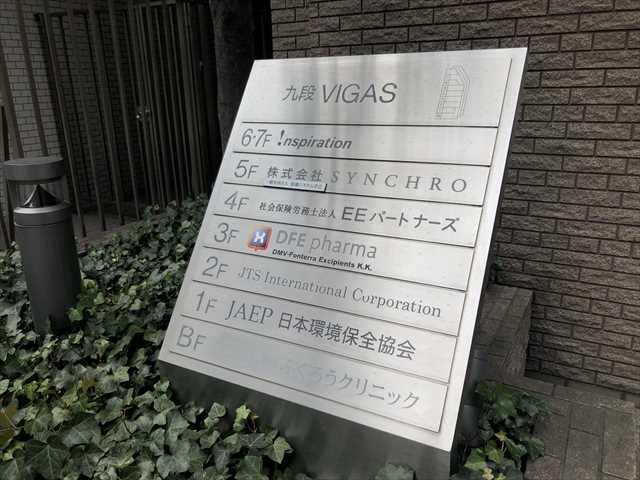 九段 VIGAS
6・7F !nspiration
5F 株式会社 SYNCHRO
4F 社会保険労務士法人 EEパートナーズ
3F DFE pharma
DMV-Fonterra Excipients K.K.
2F JTS International Corporation
1F JAEP 日本環境保全協会
BF ふくろうクリニック